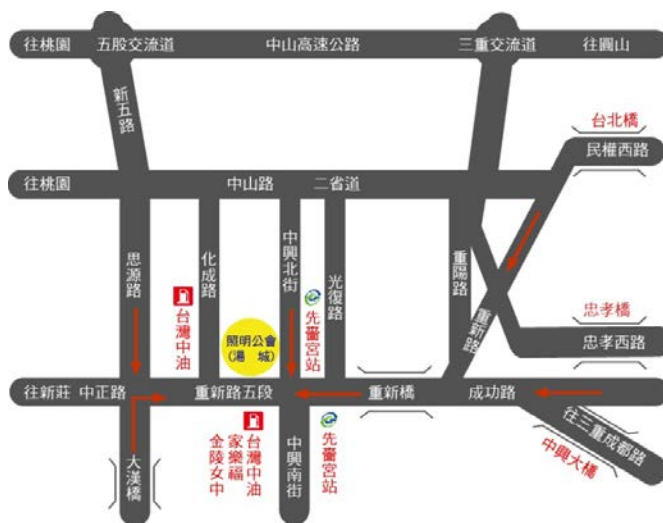 往桃園
五股交流道
中山高速公路
三重交流道
往圓山
新五路
台北橋
民權西路
往桃園
中山路
二省道
思源路
化成路
中興北街
光復路
重陽路
重新路
台灣中油
先嗇宮站
照明公會
(湯 城)
忠孝橋
忠孝西路
往新莊
中正路
重新路五段
重新橋
成功路
往三重成都路
中興大橋
大漢橋
台灣中油
家樂福
金陵女中
中興南街
先嗇宮站